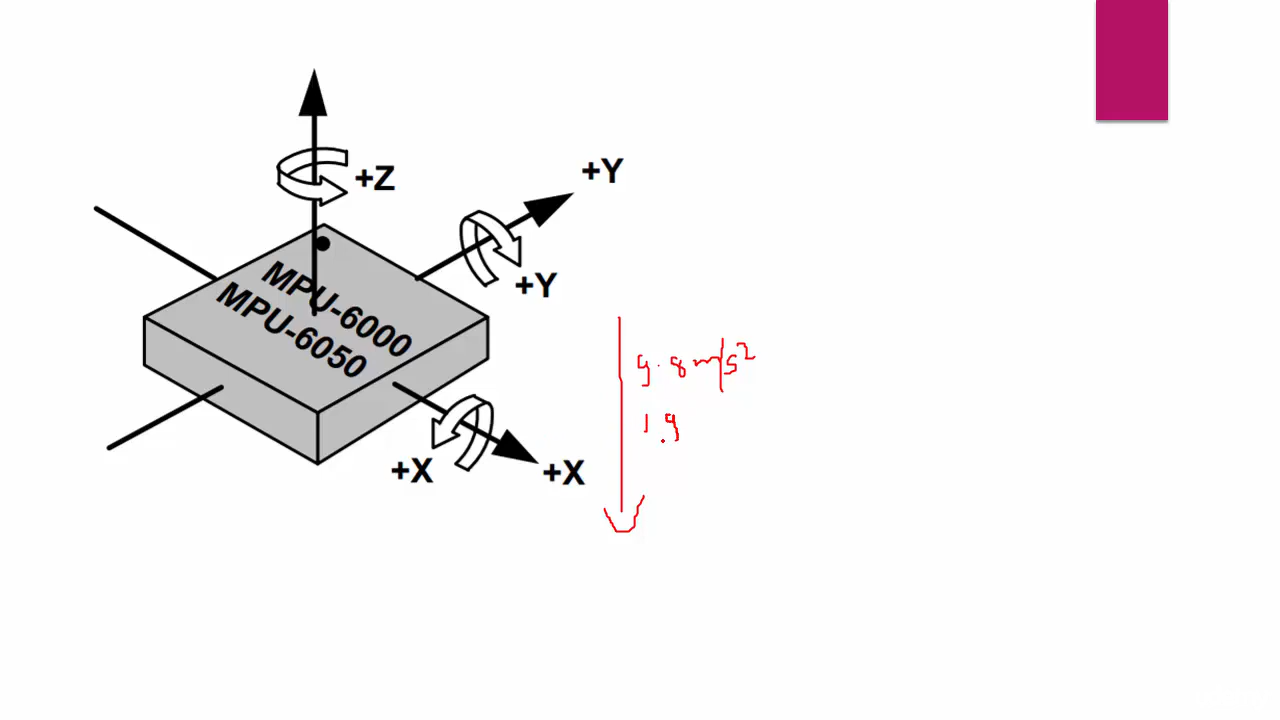 +Z
+Y
+Y
MPU-6000
MPU-6050
+X
+X
9.8m/s²
1g